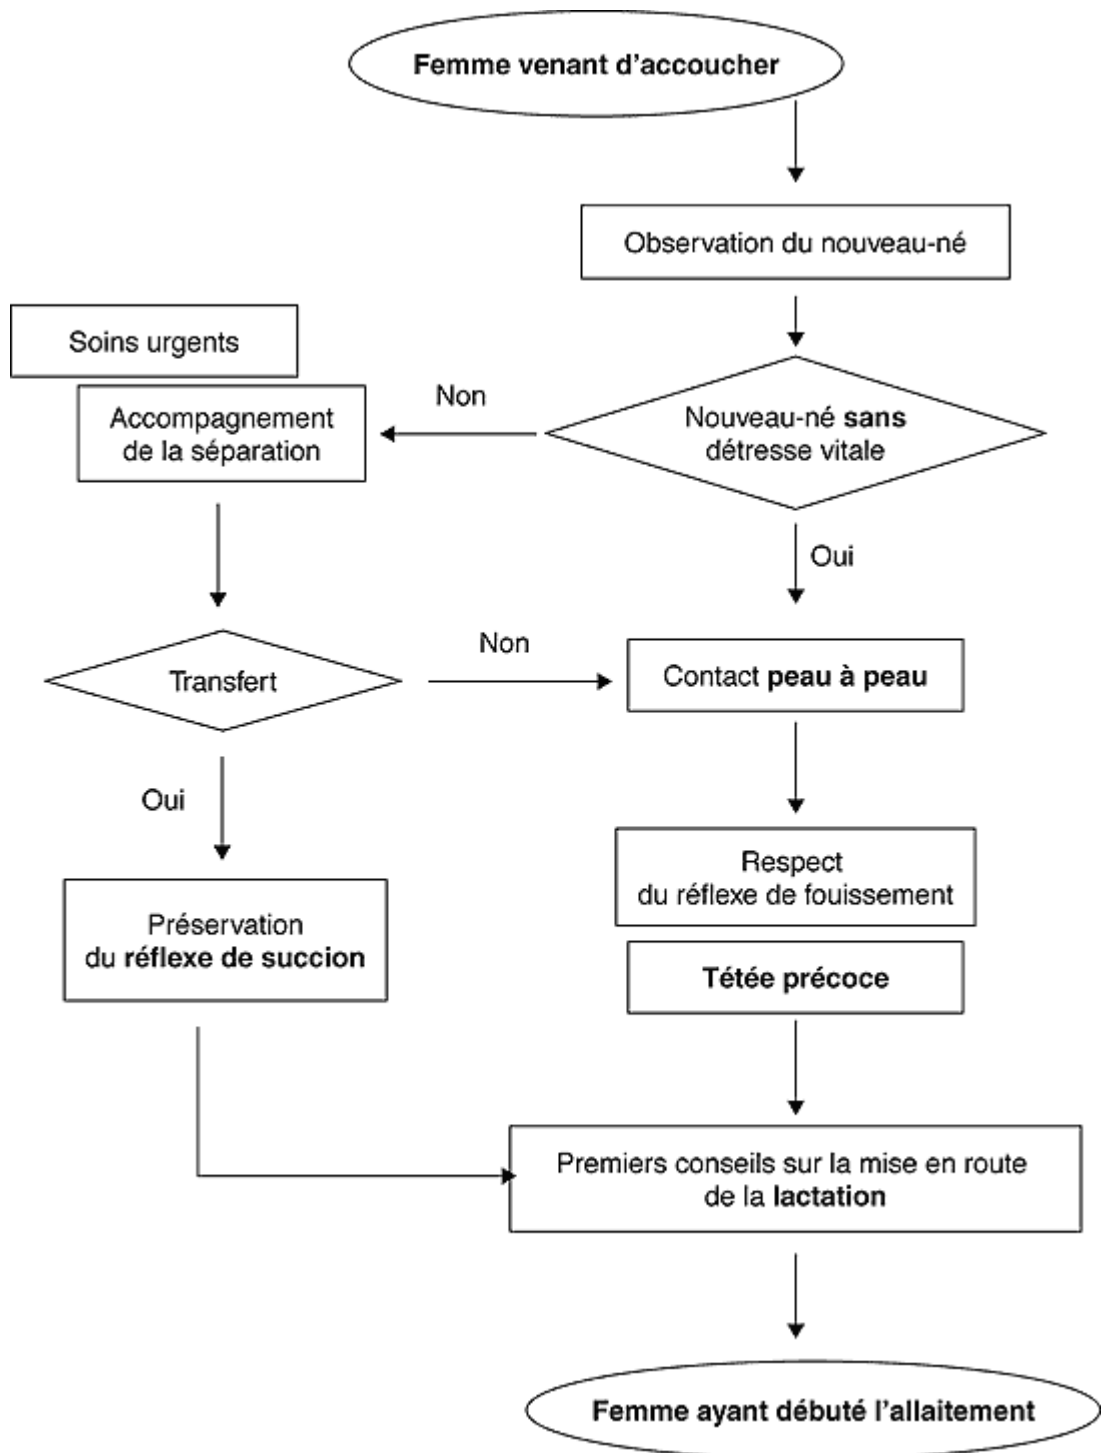 Femme venant d'accoucher
Observation du nouveau-né
Soins urgents
Accompagnement
de la séparation
Non
Nouveau-né sans
détresse vitale
Oui
Transfert
Non
Contact peau à peau
Oui
Respect
du réflexe de fouissement
Préservation
du réflexe de succion
Tétée précoce
Premiers conseils sur la mise en route
de la lactation
Femme ayant débuté l'allaitement